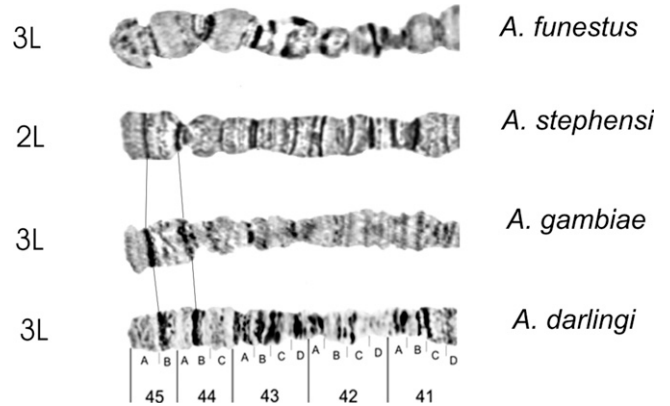 3L A. funestus
2L A. stephensi
3L A. gambiae
3L A. darlingi
A B A B C A B C D A B C D A B C D
45 44 43 42 41